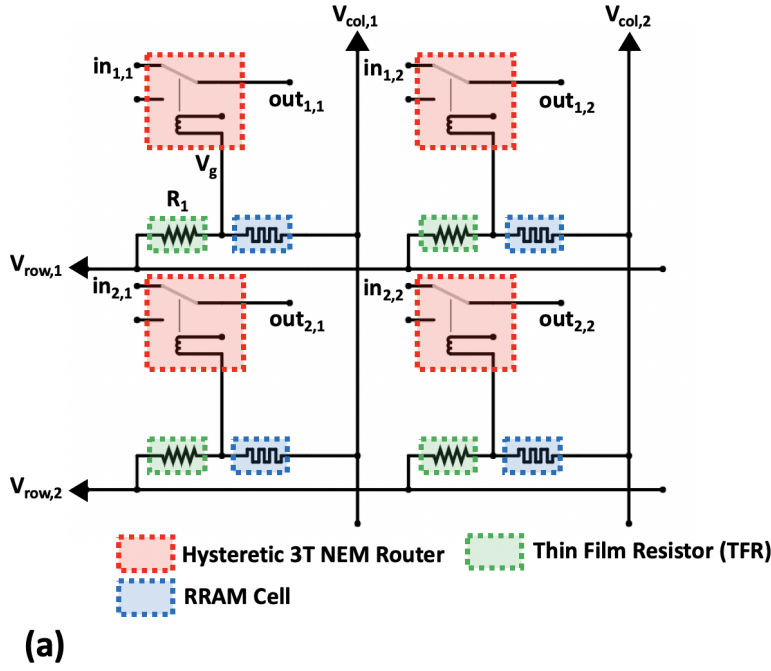 V_col,1
V_col,2
in_1,1
out_1,1
in_1,2
out_1,2
V_g
R_1
V_row,1
in_2,1
out_2,1
in_2,2
out_2,2
V_row,2
Hysteretic 3T NEM Router
Thin Film Resistor (TFR)
RRAM Cell
(a)